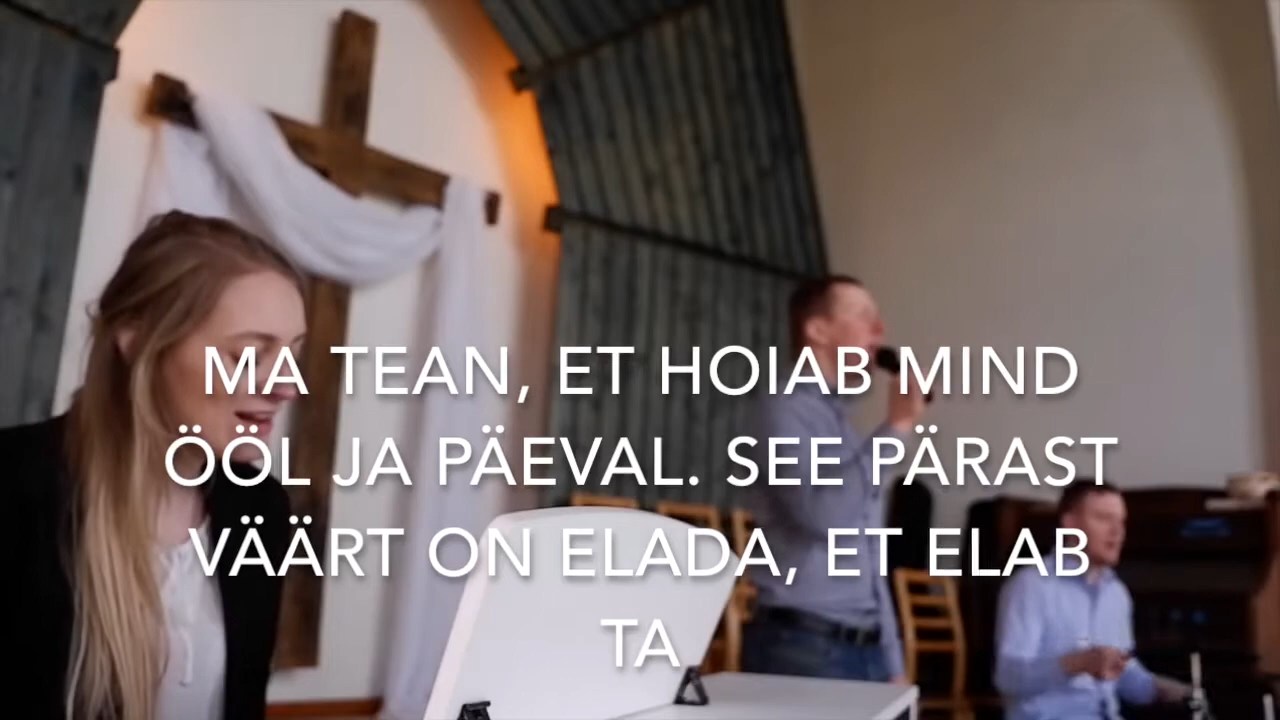 MA TEAN, ET HOIAB MIND
ÖÖL JA PÄEVAL. SEE PÄRAST
VÄÄRT ON ELADA, ET ELAB
TA